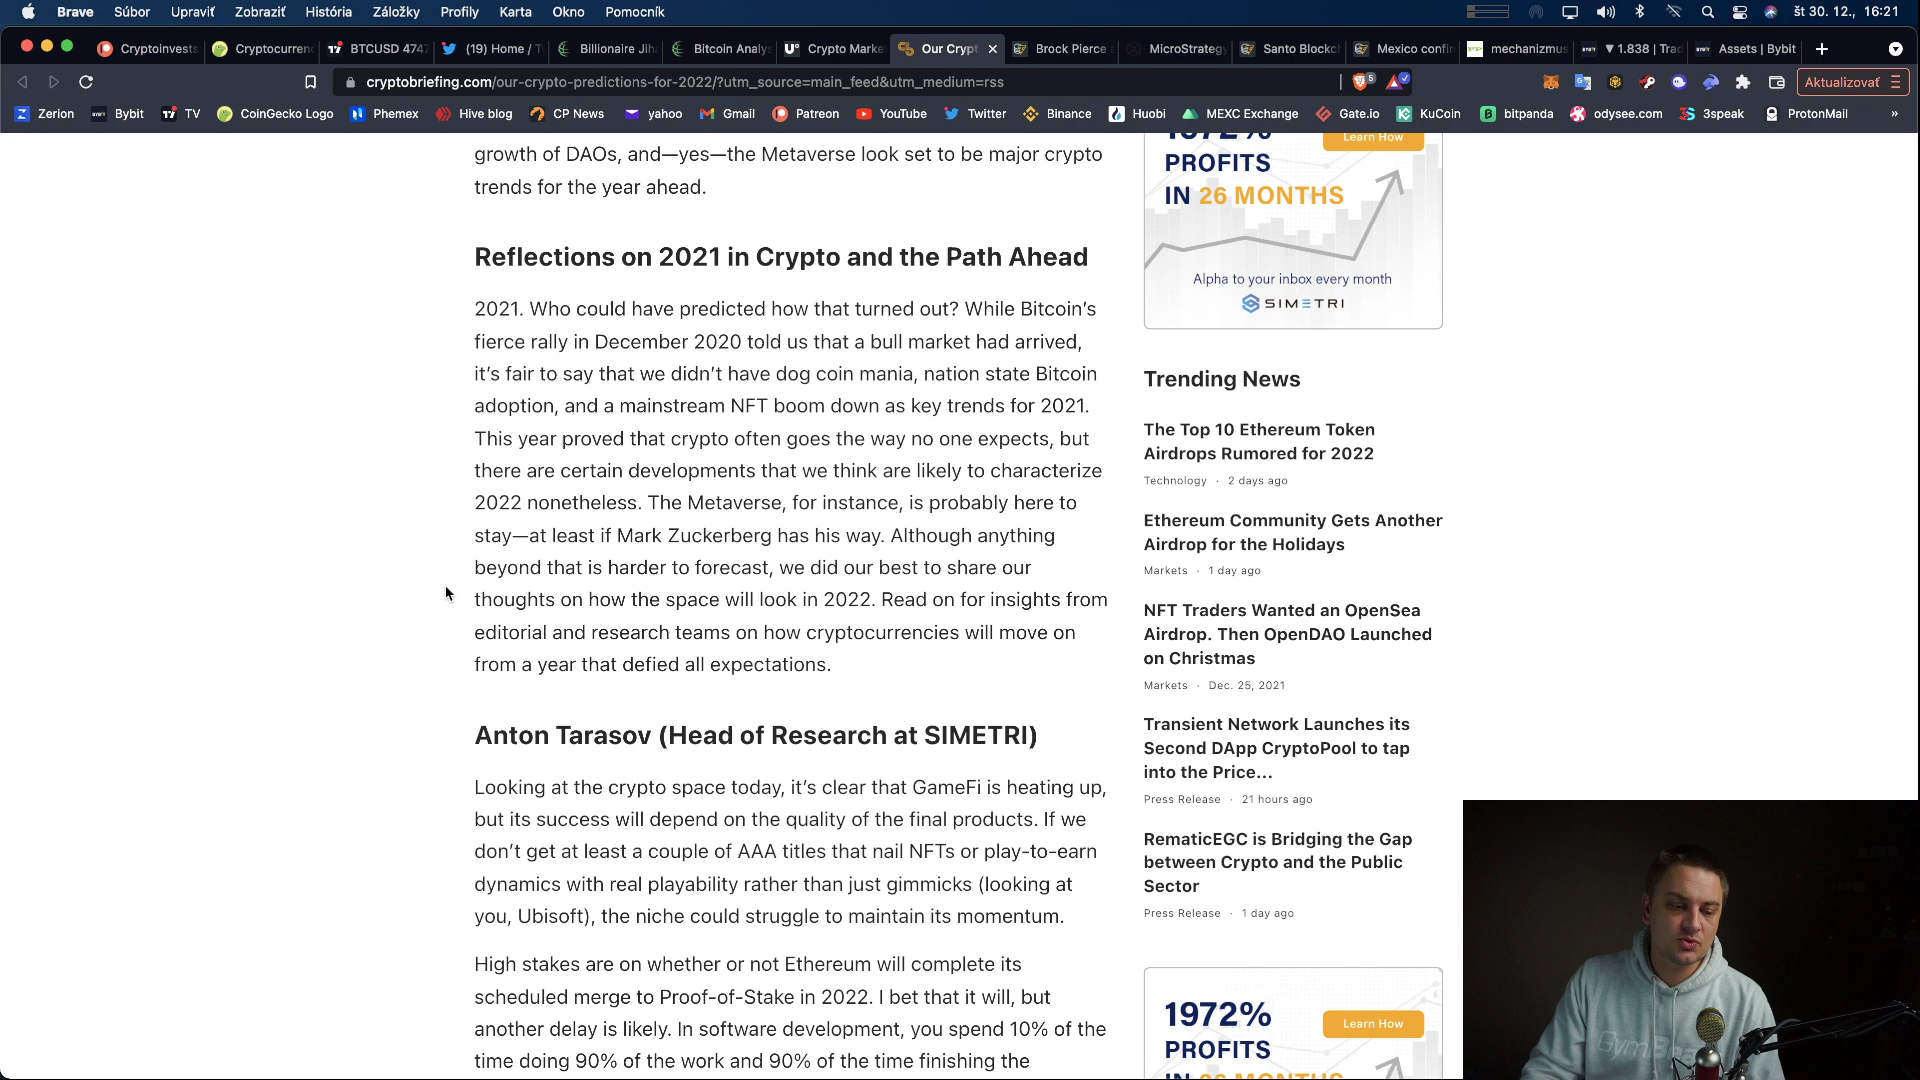 Brave Súbor Upraviť Zobraziť História Záložky Profily Karta Okno Pomocník
št 30. 12., 16:21
Cryptoinvests
Cryptocurren
BTCUSD 474
(19) Home / T
Billionaire Jih
Bitcoin Analy
Crypto Marke
Our Crypt
Brock Pierce
MicroStrategy
Santo Blockch
Mexico confir
mechanizmus
▼1.838 | Trad
Assets | Bybit
cryptobriefing.com/our-crypto-predictions-for-2022/?utm_source=main_feed&utm_medium=rss
Aktualizovať
Zerion Bybit TV CoinGecko Logo Phemex Hive blog CP News yahoo Gmail Patreon YouTube Twitter Binance Huobi MEXC Exchange Gate.io KuCoin bitpanda odysee.com 3speak ProtonMail »
growth of DAOs, and—yes—the Metaverse look set to be major crypto
trends for the year ahead.
Reflections on 2021 in Crypto and the Path Ahead
2021. Who could have predicted how that turned out? While Bitcoin’s
fierce rally in December 2020 told us that a bull market had arrived,
it’s fair to say that we didn’t have dog coin mania, nation state Bitcoin
adoption, and a mainstream NFT boom down as key trends for 2021.
This year proved that crypto often goes the way no one expects, but
there are certain developments that we think are likely to characterize
2022 nonetheless. The Metaverse, for instance, is probably here to
stay—at least if Mark Zuckerberg has his way. Although anything
beyond that is harder to forecast, we did our best to share our
thoughts on how the space will look in 2022. Read on for insights from
editorial and research teams on how cryptocurrencies will move on
from a year that defied all expectations.
Anton Tarasov (Head of Research at SIMETRI)
Looking at the crypto space today, it’s clear that GameFi is heating up,
but its success will depend on the quality of the final products. If we
don’t get at least a couple of AAA titles that nail NFTs or play-to-earn
dynamics with real playability rather than just gimmicks (looking at
you, Ubisoft), the niche could struggle to maintain its momentum.
High stakes are on whether or not Ethereum will complete its
scheduled merge to Proof-of-Stake in 2022. I bet that it will, but
another delay is likely. In software development, you spend 10% of the
time doing 90% of the work and 90% of the time finishing the
1972%
Learn How
PROFITS
IN 26 MONTHS
Alpha to your inbox every month
SIMETRI
Trending News
The Top 10 Ethereum Token
Airdrops Rumored for 2022
Technology · 2 days ago
Ethereum Community Gets Another
Airdrop for the Holidays
Markets · 1 day ago
NFT Traders Wanted an OpenSea
Airdrop. Then OpenDAO Launched
on Christmas
Markets · Dec. 25, 2021
Transient Network Launches its
Second DApp CryptoPool to tap
into the Price...
Press Release · 21 hours ago
RematicEGC is Bridging the Gap
between Crypto and the Public
Sector
Press Release · 1 day ago
1972%
Learn How
PROFITS
IN 26 MONTHS